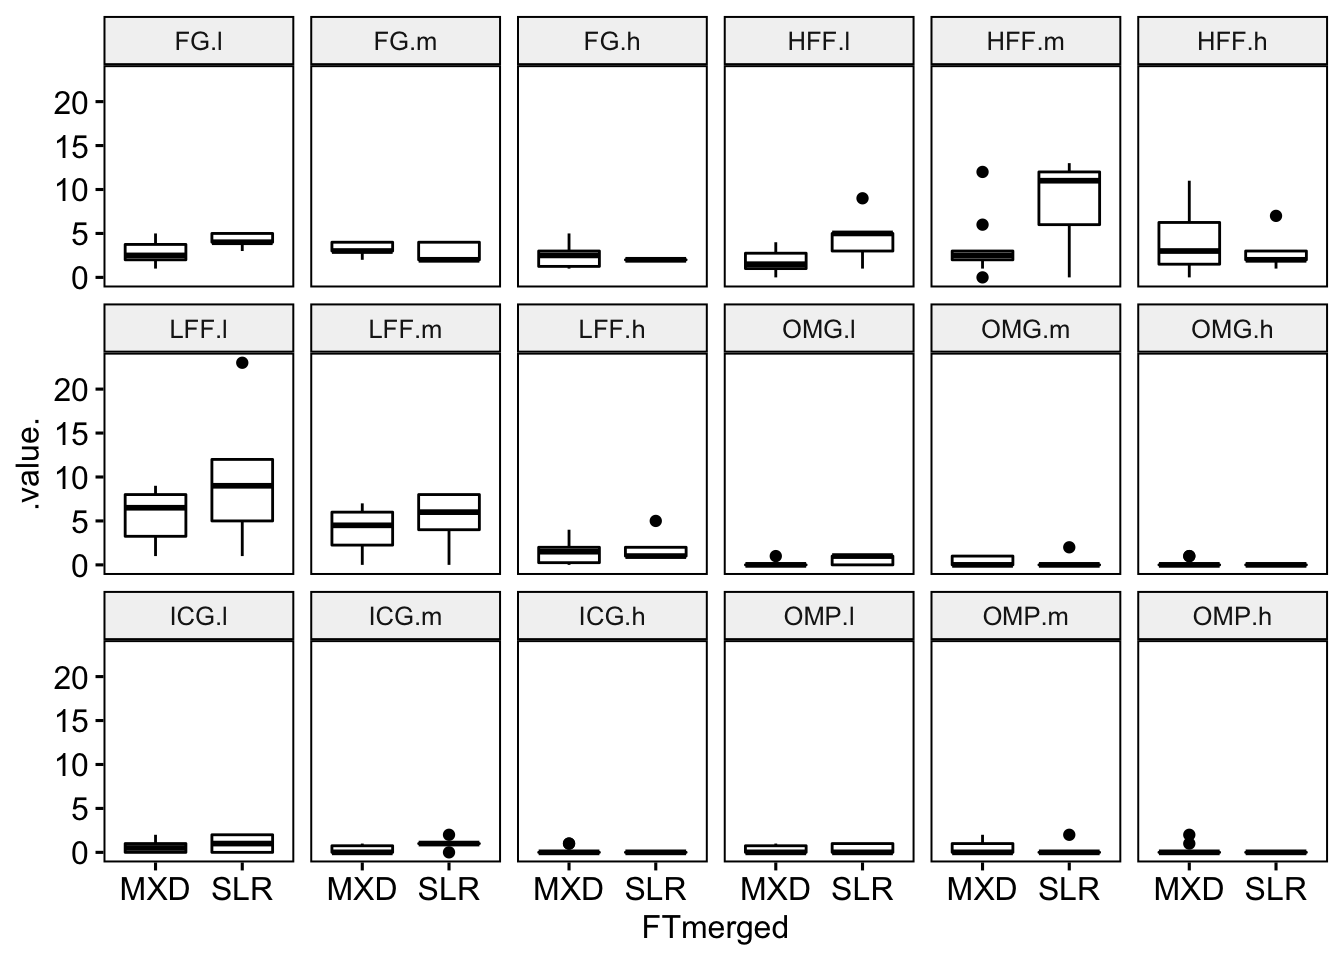 FG.l FG.m FG.h HFF.l HFF.m HFF.h
20
15
10
5
0
LFF.l LFF.m LFF.h OMG.l OMG.m OMG.h
20
15
10
5
0
.value.
ICG.l ICG.m ICG.h OMP.l OMP.m OMP.h
20
15
10
5
0
MXD SLR MXD SLR MXD SLR MXD SLR MXD SLR MXD SLR
FTmerged